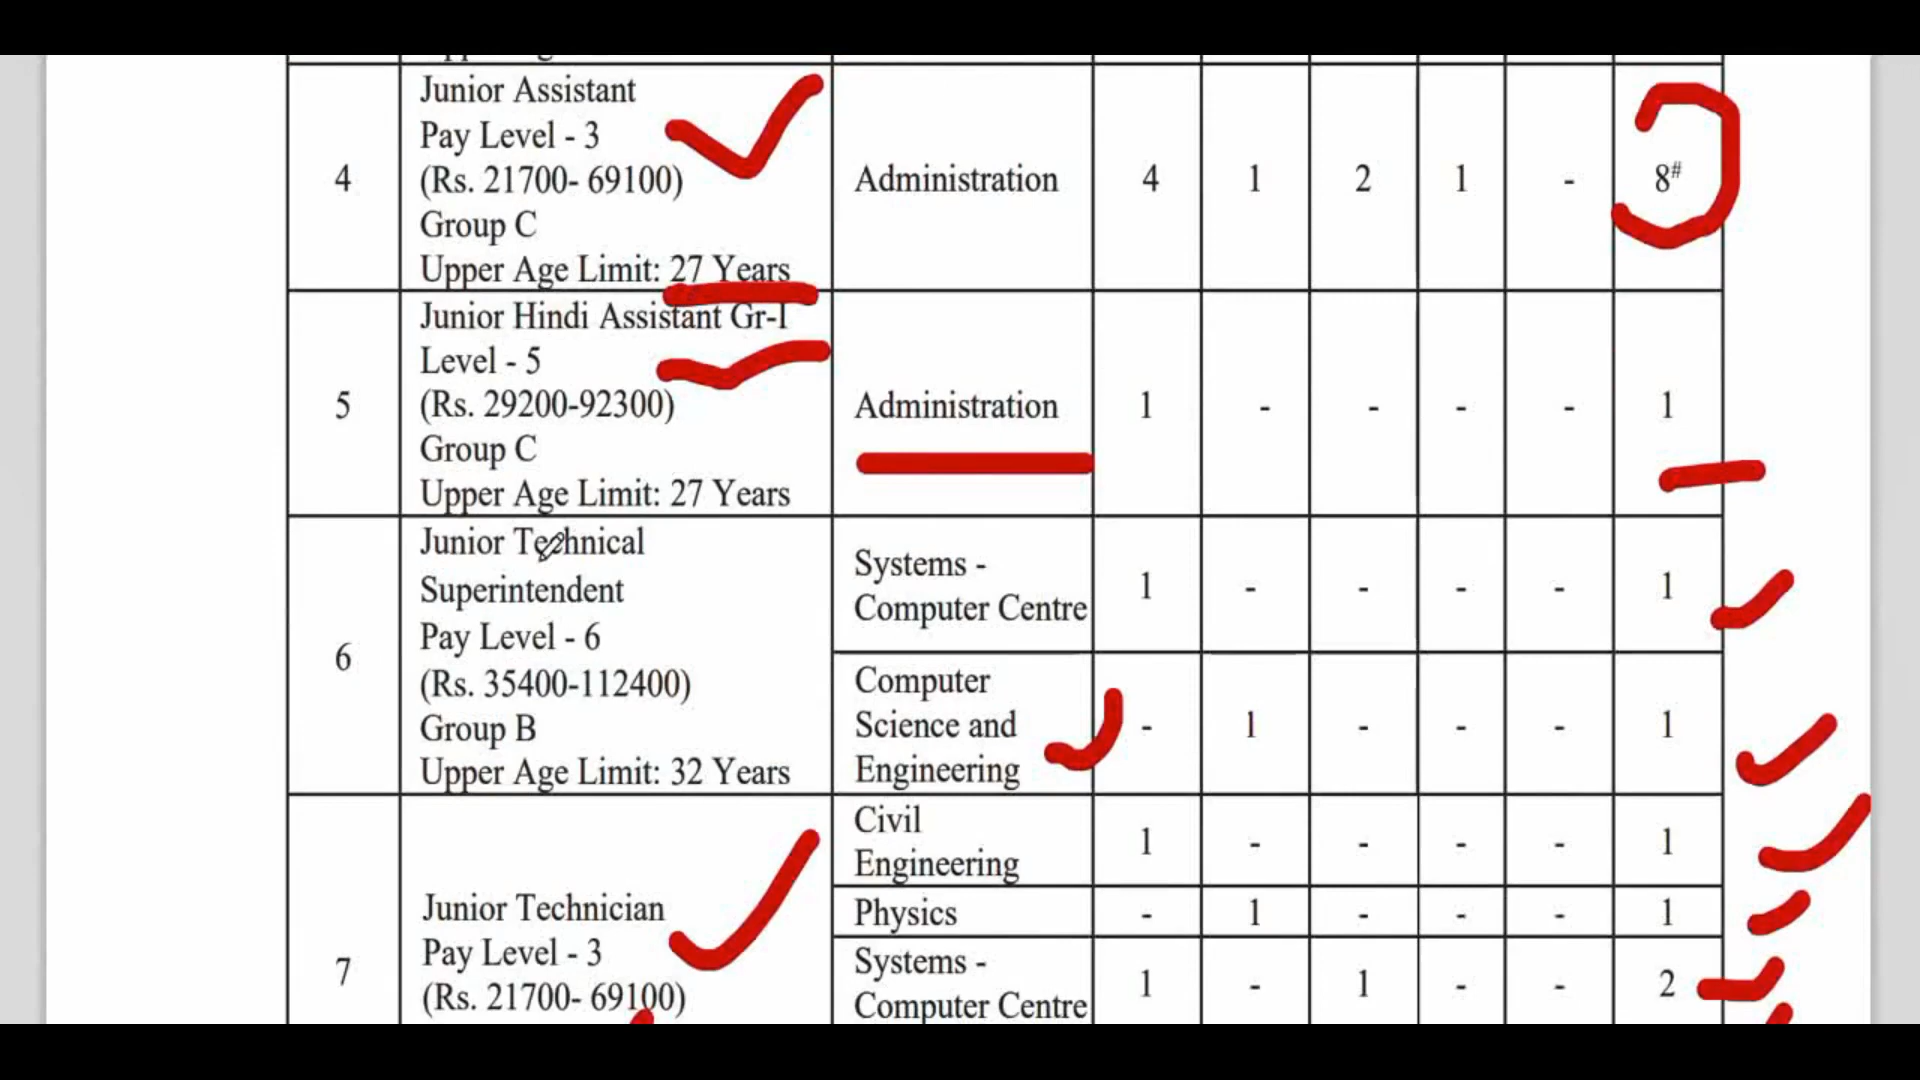 4
Junior Assistant
Pay Level - 3
(Rs. 21700- 69100)
Group C
Upper Age Limit: 27 Years
Administration
4 1 2 1 - 8#
5
Junior Hindi Assistant Gr-I
Level - 5
(Rs. 29200-92300)
Group C
Upper Age Limit: 27 Years
Administration
1 - - - - 1
6
Junior Technical
Superintendent
Pay Level - 6
(Rs. 35400-112400)
Group B
Upper Age Limit: 32 Years
Systems -
Computer Centre
1 - - - - 1
Computer
Science and
Engineering
- 1 - - - 1
7
Junior Technician
Pay Level - 3
(Rs. 21700- 69100)
Civil
Engineering
1 - - - - 1
Physics
- 1 - - - 1
Systems -
Computer Centre
1 - 1 - - 2